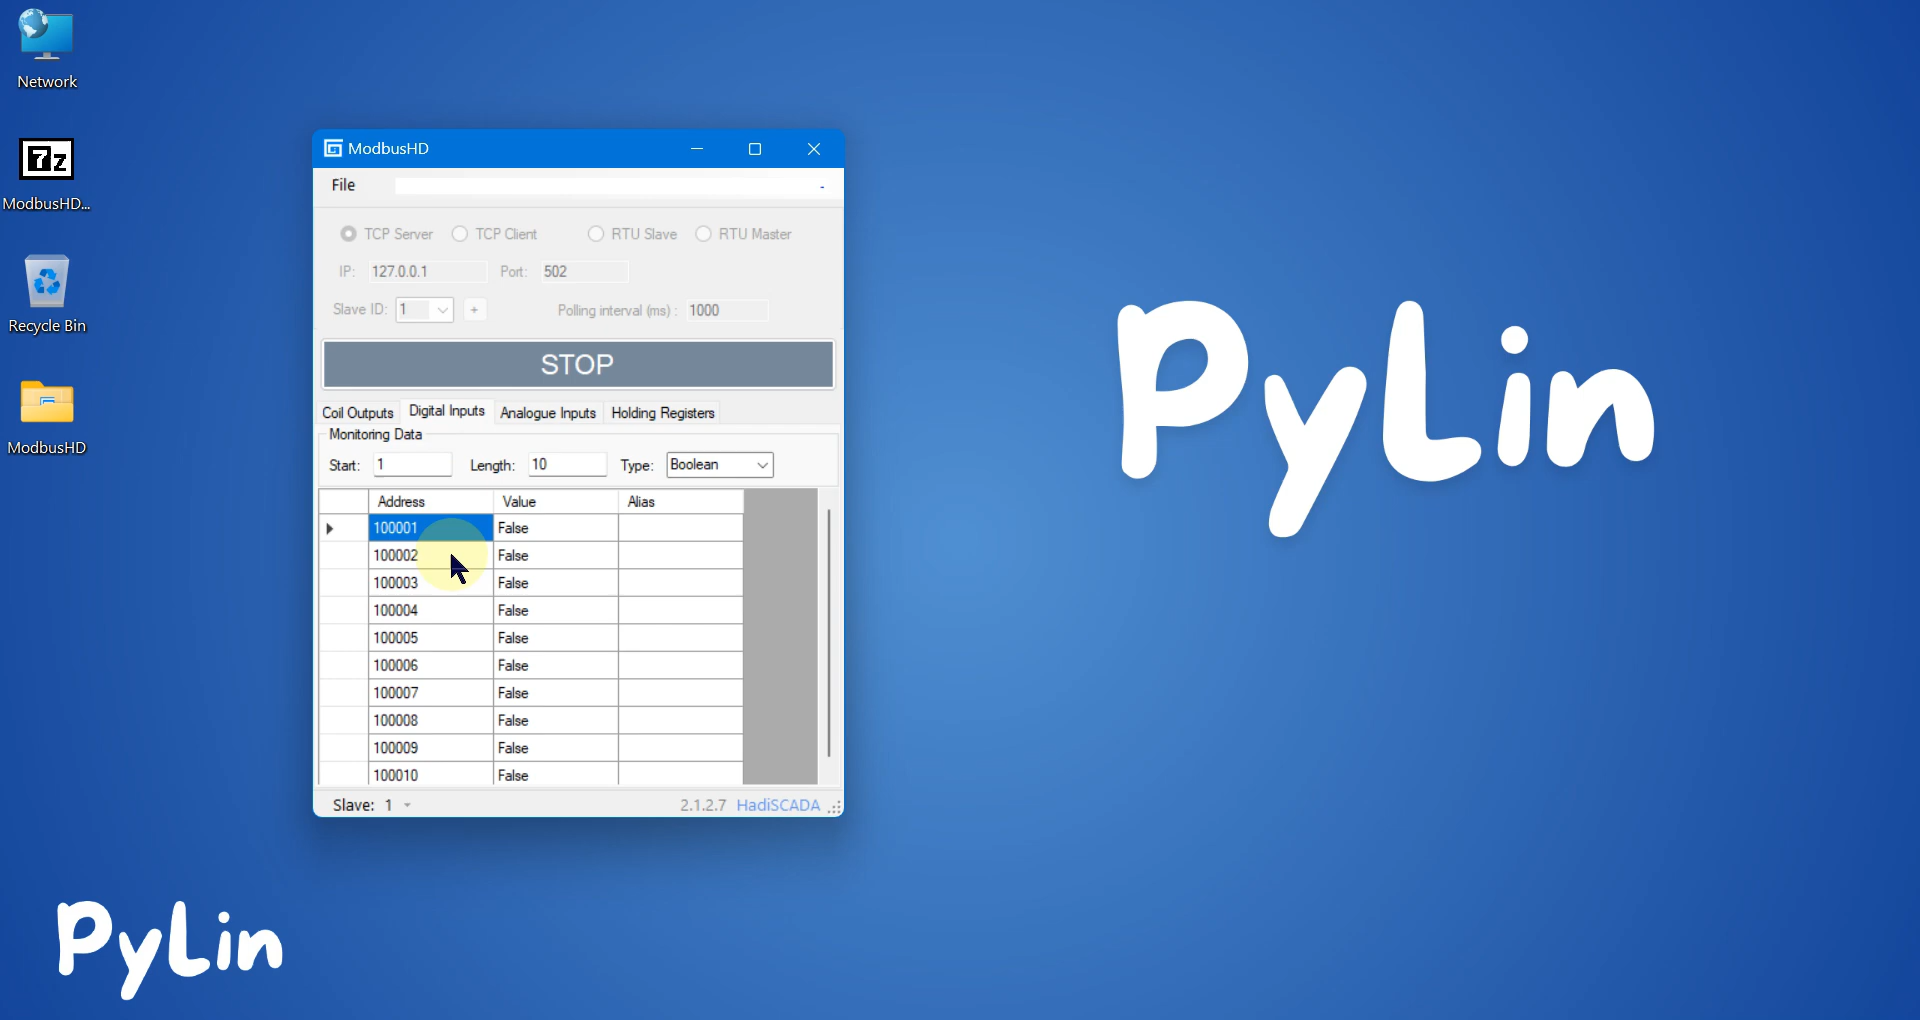 Network
ModbusHD...
Recycle Bin
ModbusHD
ModbusHD
File
TCP Server TCP Client RTU Slave RTU Master
IP: 127.0.0.1 Port: 502
Slave ID: 1 + Polling interval (ms) : 1000
STOP
Coil Outputs Digital Inputs Analogue Inputs Holding Registers
Monitoring Data
Start: 1 Length: 10 Type: Boolean
Address Value Alias
100001 False
100002 False
100003 False
100004 False
100005 False
100006 False
100007 False
100008 False
100009 False
100010 False
Slave: 1 2.1.2.7 HadiSCADA
PyLin
PyLin